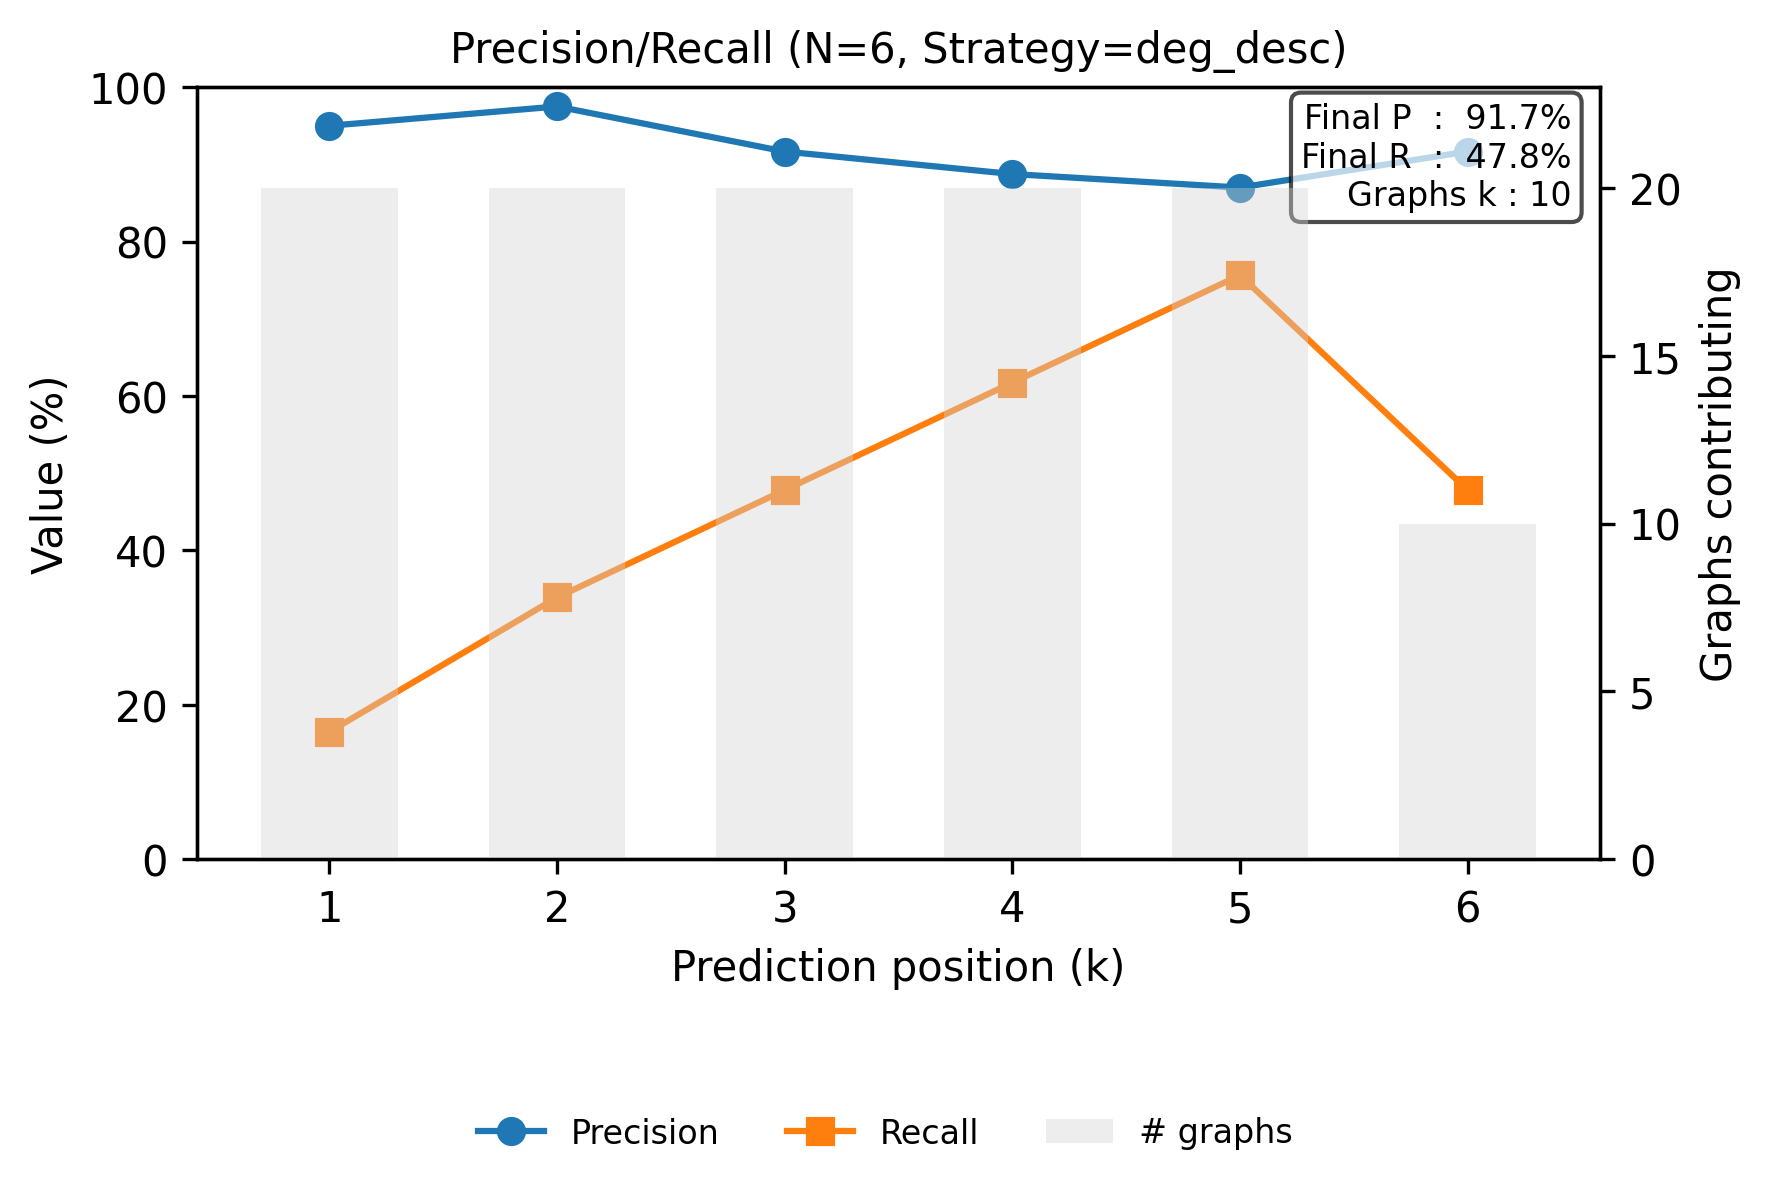 Precision/Recall (N=6, Strategy=deg_desc)
100
80
60
40
20
0
Value (%)
Final P  :  91.7%
Final R  :  47.8%
Graphs k : 10
20
15
10
5
0
Graphs contributing
1 2 3 4 5 6
Prediction position (k)
Precision Recall # graphs